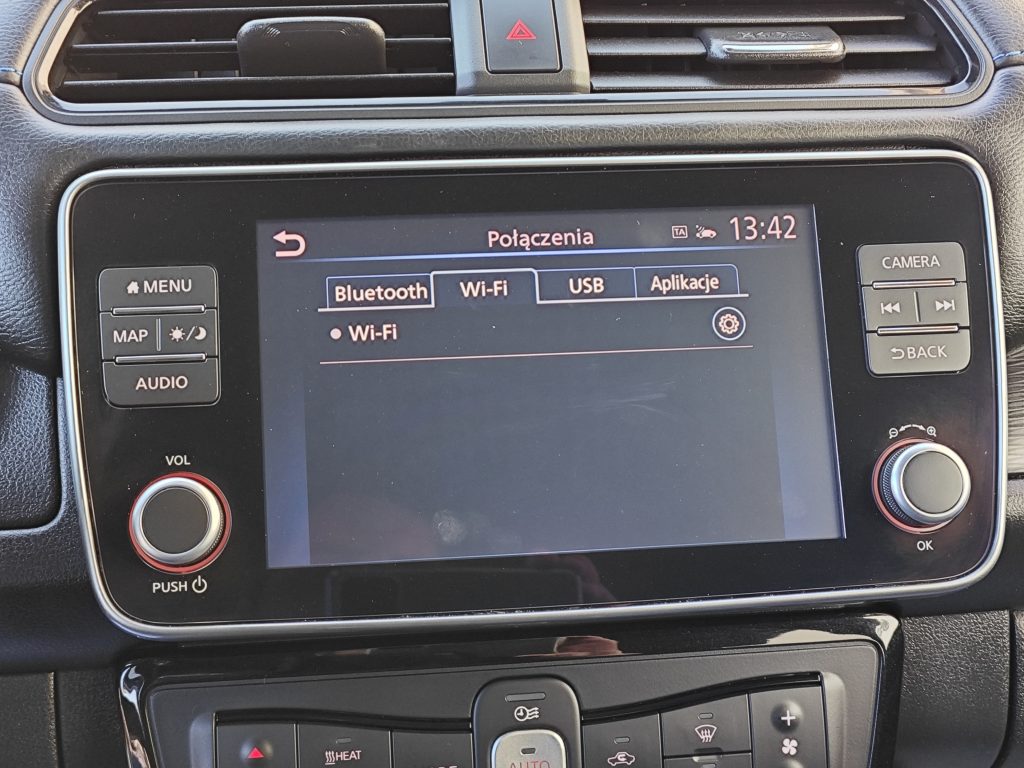 Połączenia TA 13:42
Bluetooth Wi-Fi USB Aplikacje
Wi-Fi
MENU
MAP
AUDIO
VOL
PUSH
CAMERA
BACK
OK
HEAT
AUTO